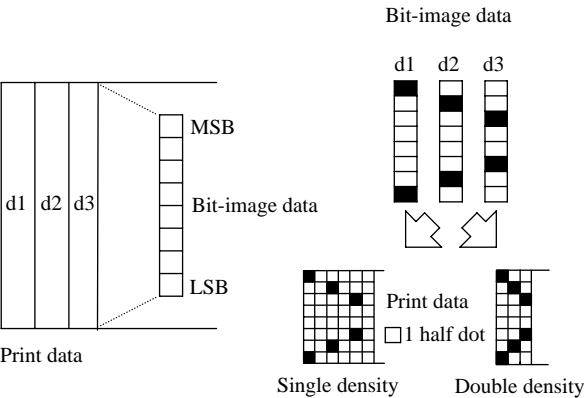 Bit-image data
d1 d2 d3
MSB
d1 d2 d3
Bit-image data
LSB
Print data
1 half dot
Print data
Single density
Double density